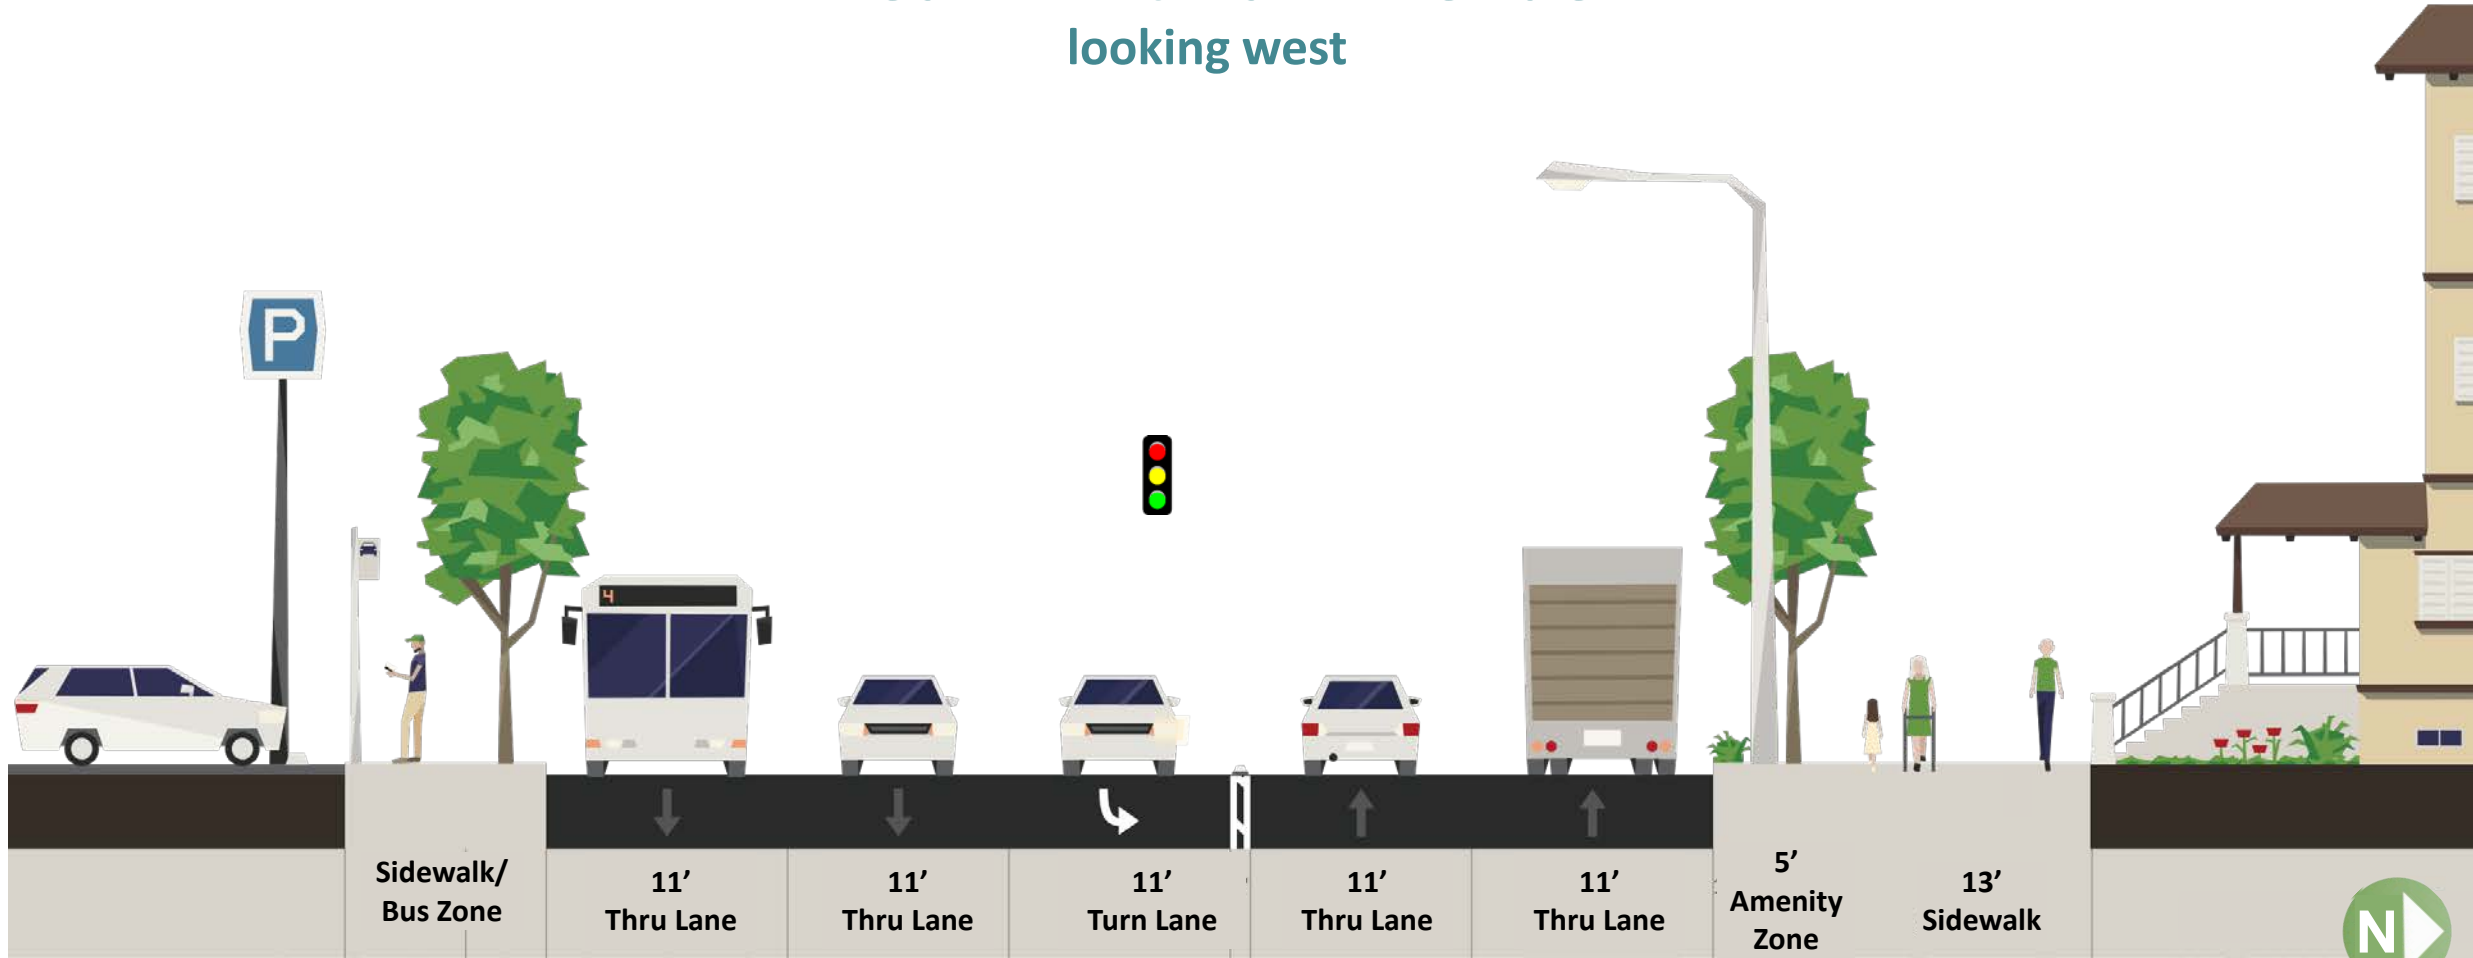 looking west
P
4
Sidewalk/
Bus Zone
11’
Thru Lane
11’
Thru Lane
11’
Turn Lane
11’
Thru Lane
11’
Thru Lane
5’
Amenity
Zone
13’
Sidewalk
N